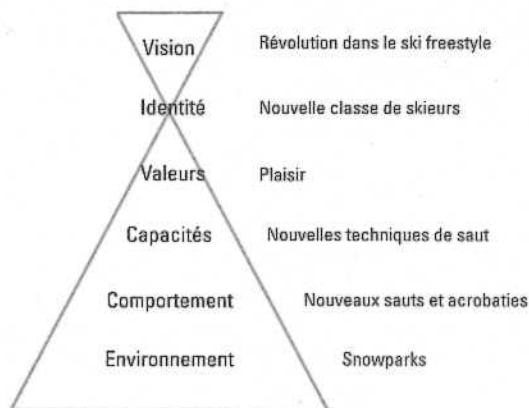 Vision Révolution dans le ski freestyle
Identité Nouvelle classe de skieurs
Valeurs Plaisir
Capacités Nouvelles techniques de saut
Comportement Nouveaux sauts et acrobaties
Environnement Snowparks